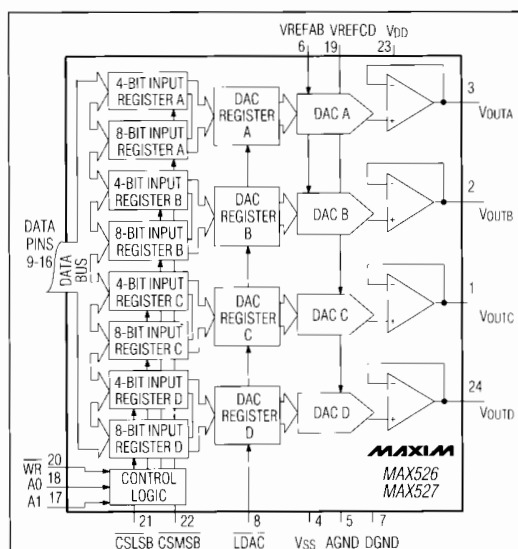 VREFAB VREFCD VDD
6 19 23
4-BIT INPUT
REGISTER A
8-BIT INPUT
REGISTER A
DAC
REGISTER
A
DAC A
3
VOUTA
4-BIT INPUT
REGISTER B
8-BIT INPUT
REGISTER B
DAC
REGISTER
B
DAC B
2
VOUTB
DATA
PINS
9-16
DATA
BUS
4-BIT INPUT
REGISTER C
8-BIT INPUT
REGISTER C
DAC
REGISTER
C
DAC C
1
VOUTC
4-BIT INPUT
REGISTER D
8-BIT INPUT
REGISTER D
DAC
REGISTER
D
DAC D
24
VOUTD
WR 20
A0 18
A1 17
CONTROL
LOGIC
MAXIM
MAX526
MAX527
21 22 8 4 5 7
CSLSB CSMSB LDAC VSS AGND DGND